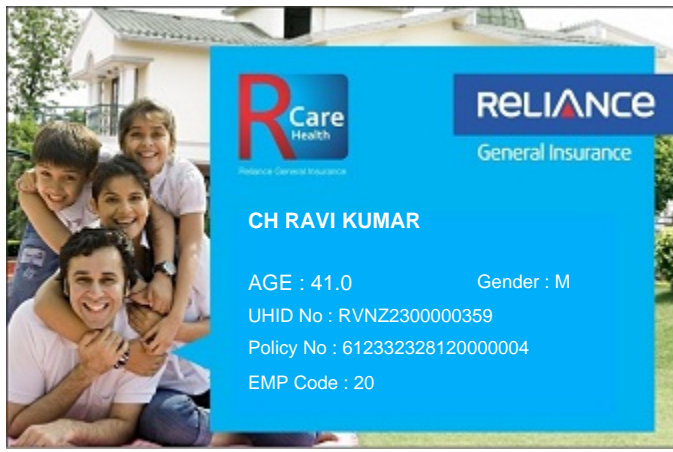 R Care
Health
Reliance General Insurance
RELIANCE
General Insurance
CH RAVI KUMAR
AGE : 41.0 Gender : M
UHID No : RVNZ2300000359
Policy No : 612332328120000004
EMP Code : 20